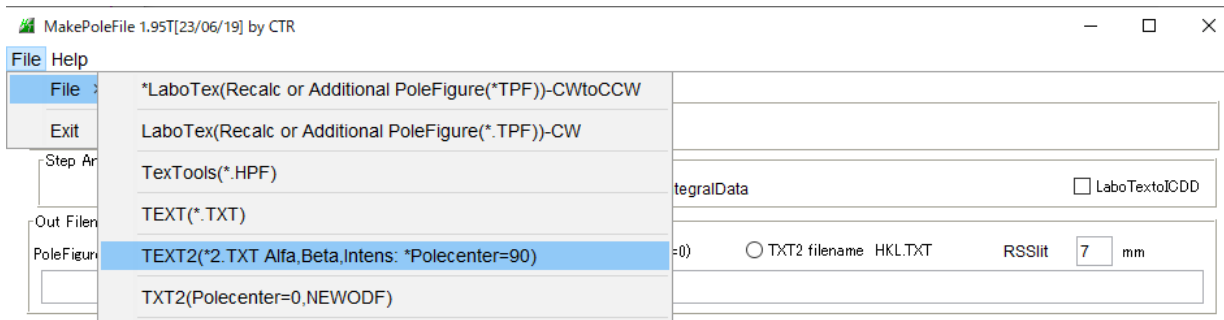 MakePoleFile 1.95T[23/06/19] by CTR
File Help
File
*LaboTex(Recalc or Additional PoleFigure(*TPF))-CWtoCCW
Exit
LaboTex(Recalc or Additional PoleFigure(*.TPF))-CW
Step An
TexTools(*.HPF)
tegralData
LaboTextoICDD
TEXT(*.TXT)
Out Filen
PoleFigure
TEXT2(*2.TXT Alfa,Beta,Intens: *Polecenter=90)
=0)
TXT2 filename HKL.TXT
RSSlit
7
mm
TXT2(Polecenter=0,NEWODF)